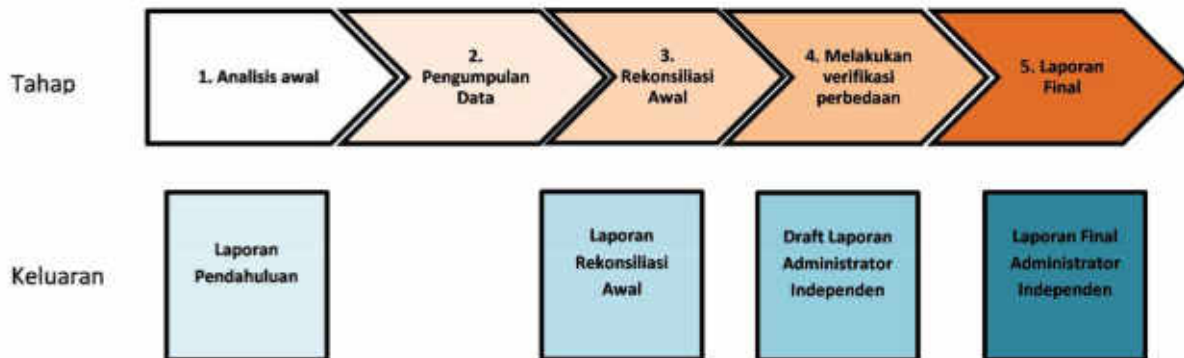 Tahap
1. Analisis awal
2.
Pengumpulan
Data
3.
Rekonsiliasi
Awal
4. Melakukan
verifikasi
perbedaan
5. Laporan
Final
Keluaran
Laporan
Pendahuluan
Laporan
Rekonsiliasi
Awal
Draft Laporan
Administrator
Independen
Laporan Final
Administrator
Independen